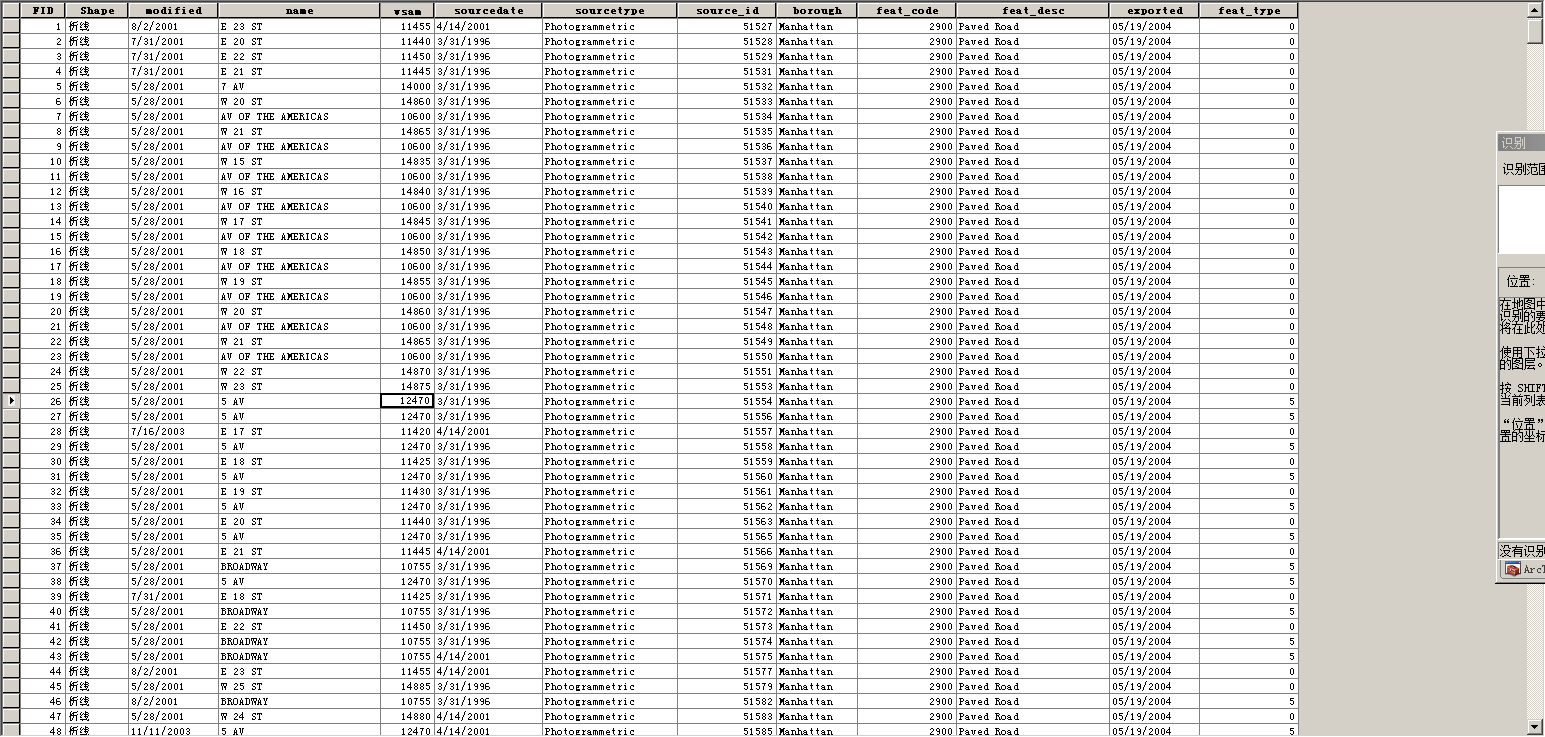 FID Shape modified name wsam sourcedate sourcetype source_id borough feat_code feat_desc exported feat_type
1 折线 8/2/2001 E 23 ST 11455 4/14/2001 Photogrammetric 51527 Manhattan 2900 Paved Road 05/19/2004 0
2 折线 7/31/2001 E 20 ST 11440 3/31/1996 Photogrammetric 51528 Manhattan 2900 Paved Road 05/19/2004 0
3 折线 7/31/2001 E 22 ST 11450 3/31/1996 Photogrammetric 51529 Manhattan 2900 Paved Road 05/19/2004 0
4 折线 7/31/2001 E 21 ST 11445 3/31/1996 Photogrammetric 51531 Manhattan 2900 Paved Road 05/19/2004 0
5 折线 5/28/2001 7 AV 14000 3/31/1996 Photogrammetric 51532 Manhattan 2900 Paved Road 05/19/2004 0
6 折线 5/28/2001 W 20 ST 14860 3/31/1996 Photogrammetric 51533 Manhattan 2900 Paved Road 05/19/2004 0
7 折线 5/28/2001 AV OF THE AMERICAS 10600 3/31/1996 Photogrammetric 51534 Manhattan 2900 Paved Road 05/19/2004 0
8 折线 5/28/2001 W 21 ST 14865 3/31/1996 Photogrammetric 51535 Manhattan 2900 Paved Road 05/19/2004 0
9 折线 5/28/2001 AV OF THE AMERICAS 10600 3/31/1996 Photogrammetric 51536 Manhattan 2900 Paved Road 05/19/2004 0
10 折线 5/28/2001 W 15 ST 14835 3/31/1996 Photogrammetric 51537 Manhattan 2900 Paved Road 05/19/2004 0
11 折线 5/28/2001 AV OF THE AMERICAS 10600 3/31/1996 Photogrammetric 51538 Manhattan 2900 Paved Road 05/19/2004 0
12 折线 5/28/2001 W 16 ST 14840 3/31/1996 Photogrammetric 51539 Manhattan 2900 Paved Road 05/19/2004 0
13 折线 5/28/2001 AV OF THE AMERICAS 10600 3/31/1996 Photogrammetric 51540 Manhattan 2900 Paved Road 05/19/2004 0
14 折线 5/28/2001 W 17 ST 14845 3/31/1996 Photogrammetric 51541 Manhattan 2900 Paved Road 05/19/2004 0
15 折线 5/28/2001 AV OF THE AMERICAS 10600 3/31/1996 Photogrammetric 51542 Manhattan 2900 Paved Road 05/19/2004 0
16 折线 5/28/2001 W 18 ST 14850 3/31/1996 Photogrammetric 51543 Manhattan 2900 Paved Road 05/19/2004 0
17 折线 5/28/2001 AV OF THE AMERICAS 10600 3/31/1996 Photogrammetric 51544 Manhattan 2900 Paved Road 05/19/2004 0
18 折线 5/28/2001 W 19 ST 14855 3/31/1996 Photogrammetric 51545 Manhattan 2900 Paved Road 05/19/2004 0
19 折线 5/28/2001 AV OF THE AMERICAS 10600 3/31/1996 Photogrammetric 51546 Manhattan 2900 Paved Road 05/19/2004 0
20 折线 5/28/2001 W 20 ST 14860 3/31/1996 Photogrammetric 51547 Manhattan 2900 Paved Road 05/19/2004 0
21 折线 5/28/2001 AV OF THE AMERICAS 10600 3/31/1996 Photogrammetric 51548 Manhattan 2900 Paved Road 05/19/2004 0
22 折线 5/28/2001 W 21 ST 14865 3/31/1996 Photogrammetric 51549 Manhattan 2900 Paved Road 05/19/2004 0
23 折线 5/28/2001 AV OF THE AMERICAS 10600 3/31/1996 Photogrammetric 51550 Manhattan 2900 Paved Road 05/19/2004 0
24 折线 5/28/2001 W 22 ST 14870 3/31/1996 Photogrammetric 51551 Manhattan 2900 Paved Road 05/19/2004 0
25 折线 5/28/2001 W 23 ST 14875 3/31/1996 Photogrammetric 51553 Manhattan 2900 Paved Road 05/19/2004 0
26 折线 5/28/2001 5 AV 12470 3/31/1996 Photogrammetric 51554 Manhattan 2900 Paved Road 05/19/2004 5
27 折线 5/28/2001 5 AV 12470 3/31/1996 Photogrammetric 51556 Manhattan 2900 Paved Road 05/19/2004 5
28 折线 7/16/2003 E 17 ST 11420 4/14/2001 Photogrammetric 51557 Manhattan 2900 Paved Road 05/19/2004 0
29 折线 5/28/2001 5 AV 12470 3/31/1996 Photogrammetric 51558 Manhattan 2900 Paved Road 05/19/2004 5
30 折线 5/28/2001 E 18 ST 11425 3/31/1996 Photogrammetric 51559 Manhattan 2900 Paved Road 05/19/2004 0
31 折线 5/28/2001 5 AV 12470 3/31/1996 Photogrammetric 51560 Manhattan 2900 Paved Road 05/19/2004 5
32 折线 5/28/2001 E 19 ST 11430 3/31/1996 Photogrammetric 51561 Manhattan 2900 Paved Road 05/19/2004 0
33 折线 5/28/2001 5 AV 12470 3/31/1996 Photogrammetric 51562 Manhattan 2900 Paved Road 05/19/2004 5
34 折线 5/28/2001 E 20 ST 11440 3/31/1996 Photogrammetric 51563 Manhattan 2900 Paved Road 05/19/2004 0
35 折线 5/28/2001 5 AV 12470 3/31/1996 Photogrammetric 51565 Manhattan 2900 Paved Road 05/19/2004 5
36 折线 5/28/2001 E 21 ST 11445 4/14/2001 Photogrammetric 51566 Manhattan 2900 Paved Road 05/19/2004 0
37 折线 5/28/2001 BROADWAY 10755 3/31/1996 Photogrammetric 51569 Manhattan 2900 Paved Road 05/19/2004 5
38 折线 5/28/2001 5 AV 12470 3/31/1996 Photogrammetric 51570 Manhattan 2900 Paved Road 05/19/2004 5
39 折线 7/31/2001 E 18 ST 11425 3/31/1996 Photogrammetric 51571 Manhattan 2900 Paved Road 05/19/2004 0
40 折线 5/28/2001 BROADWAY 10755 3/31/1996 Photogrammetric 51572 Manhattan 2900 Paved Road 05/19/2004 5
41 折线 5/28/2001 E 22 ST 11450 3/31/1996 Photogrammetric 51573 Manhattan 2900 Paved Road 05/19/2004 0
42 折线 5/28/2001 BROADWAY 10755 3/31/1996 Photogrammetric 51574 Manhattan 2900 Paved Road 05/19/2004 5
43 折线 5/28/2001 BROADWAY 10755 4/14/2001 Photogrammetric 51575 Manhattan 2900 Paved Road 05/19/2004 5
44 折线 8/2/2001 E 23 ST 11455 4/14/2001 Photogrammetric 51577 Manhattan 2900 Paved Road 05/19/2004 0
45 折线 5/28/2001 W 25 ST 14885 3/31/1996 Photogrammetric 51579 Manhattan 2900 Paved Road 05/19/2004 0
46 折线 8/2/2001 BROADWAY 10755 3/31/1996 Photogrammetric 51582 Manhattan 2900 Paved Road 05/19/2004 5
47 折线 5/28/2001 W 24 ST 14880 4/14/2001 Photogrammetric 51583 Manhattan 2900 Paved Road 05/19/2004 0
48 折线 11/11/2003 5 AV 12470 4/14/2001 Photogrammetric 51585 Manhattan 2900 Paved Road 05/19/2004 5
识别
识别范围
位置:
在地图中
识别的要
将在此处
使用下拉
的图层。
按 SHIFT
当前列表
“位置”
置的坐标
没有识别
ArcT